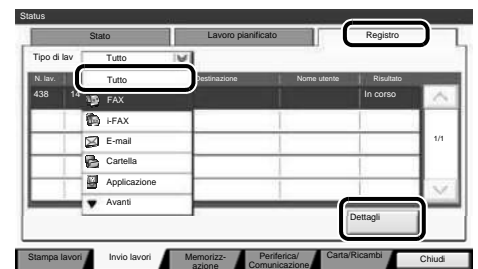 Status
Stato Lavoro pianificato Registro
Tipo di lav Tutto
N. lav. Destinazione Nome utente Risultato
Tutto
438 14 In corso
FAX
i-FAX
E-mail 1/1
Cartella
Applicazione
Avanti
Dettagli
Stampa lavori Invio lavori Memorizz-
azione Periferica/
Comunicazione Carta/Ricambi Chiudi